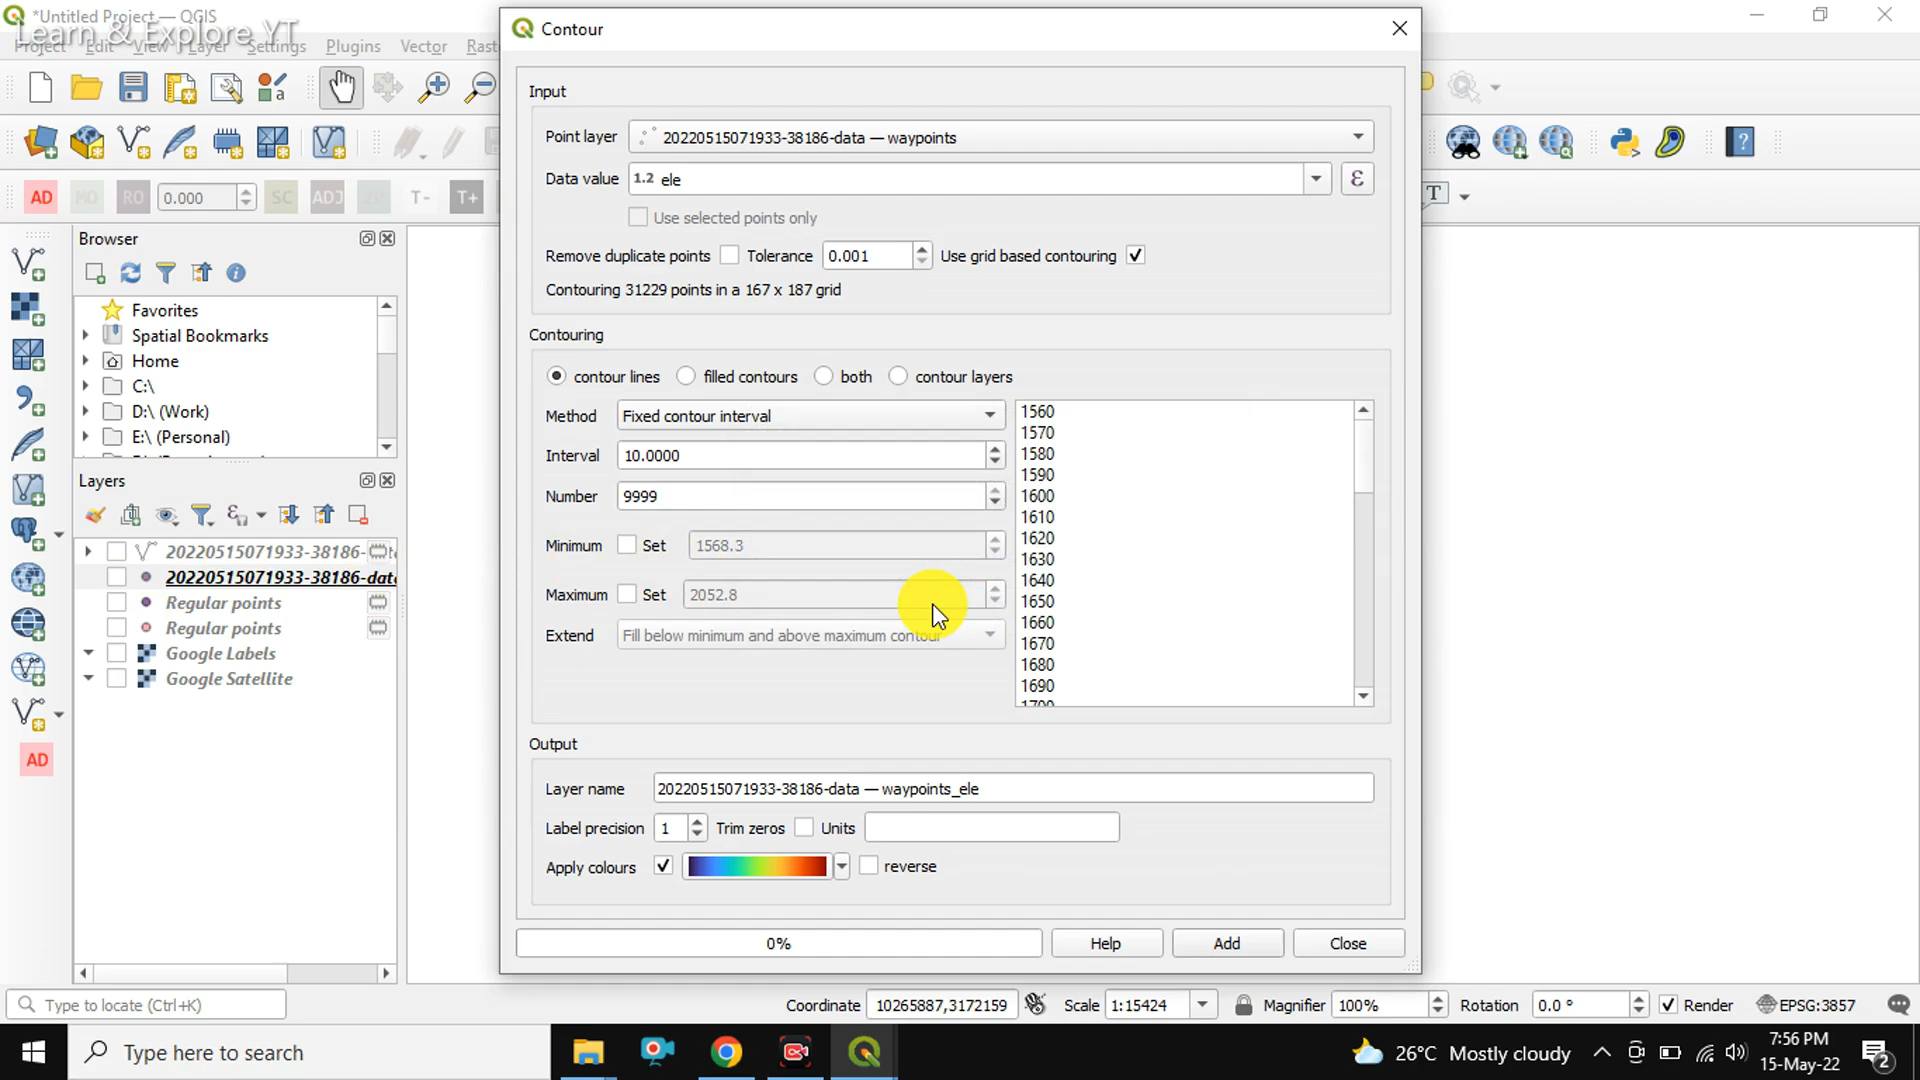 *Untitled Project — QGIS
Learn & Explore YT
Project Edit View Layer Settings Plugins Vector Rast
Contour
Input
Point layer 20220515071933-38186-data — waypoints
Data value 1.2 ele ε
Use selected points only
Remove duplicate points Tolerance 0.001 Use grid based contouring
Contouring 31229 points in a 167 x 187 grid
Contouring
contour lines filled contours both contour layers
Method Fixed contour interval
Interval 10.0000
Number 9999
Minimum Set 1568.3
Maximum Set 2052.8
Extend Fill below minimum and above maximum contour
1560
1570
1580
1590
1600
1610
1620
1630
1640
1650
1660
1670
1680
1690
1700
Output
Layer name 20220515071933-38186-data — waypoints_ele
Label precision 1 Trim zeros Units
Apply colours reverse
0% Help Add Close
AD MO RO 0.000 SC ADJ T- T+
T
Browser
Favorites
Spatial Bookmarks
Home
C:\
D:\ (Work)
E:\ (Personal)
Layers
20220515071933-38186-
20220515071933-38186-data
Regular points
Regular points
Google Labels
Google Satellite
AD
Type to locate (Ctrl+K) Coordinate 10265887,3172159 Scale 1:15424 Magnifier 100% Rotation 0.0 ° Render EPSG:3857
Type here to search 26°C Mostly cloudy 7:56 PM
15-May-22 2